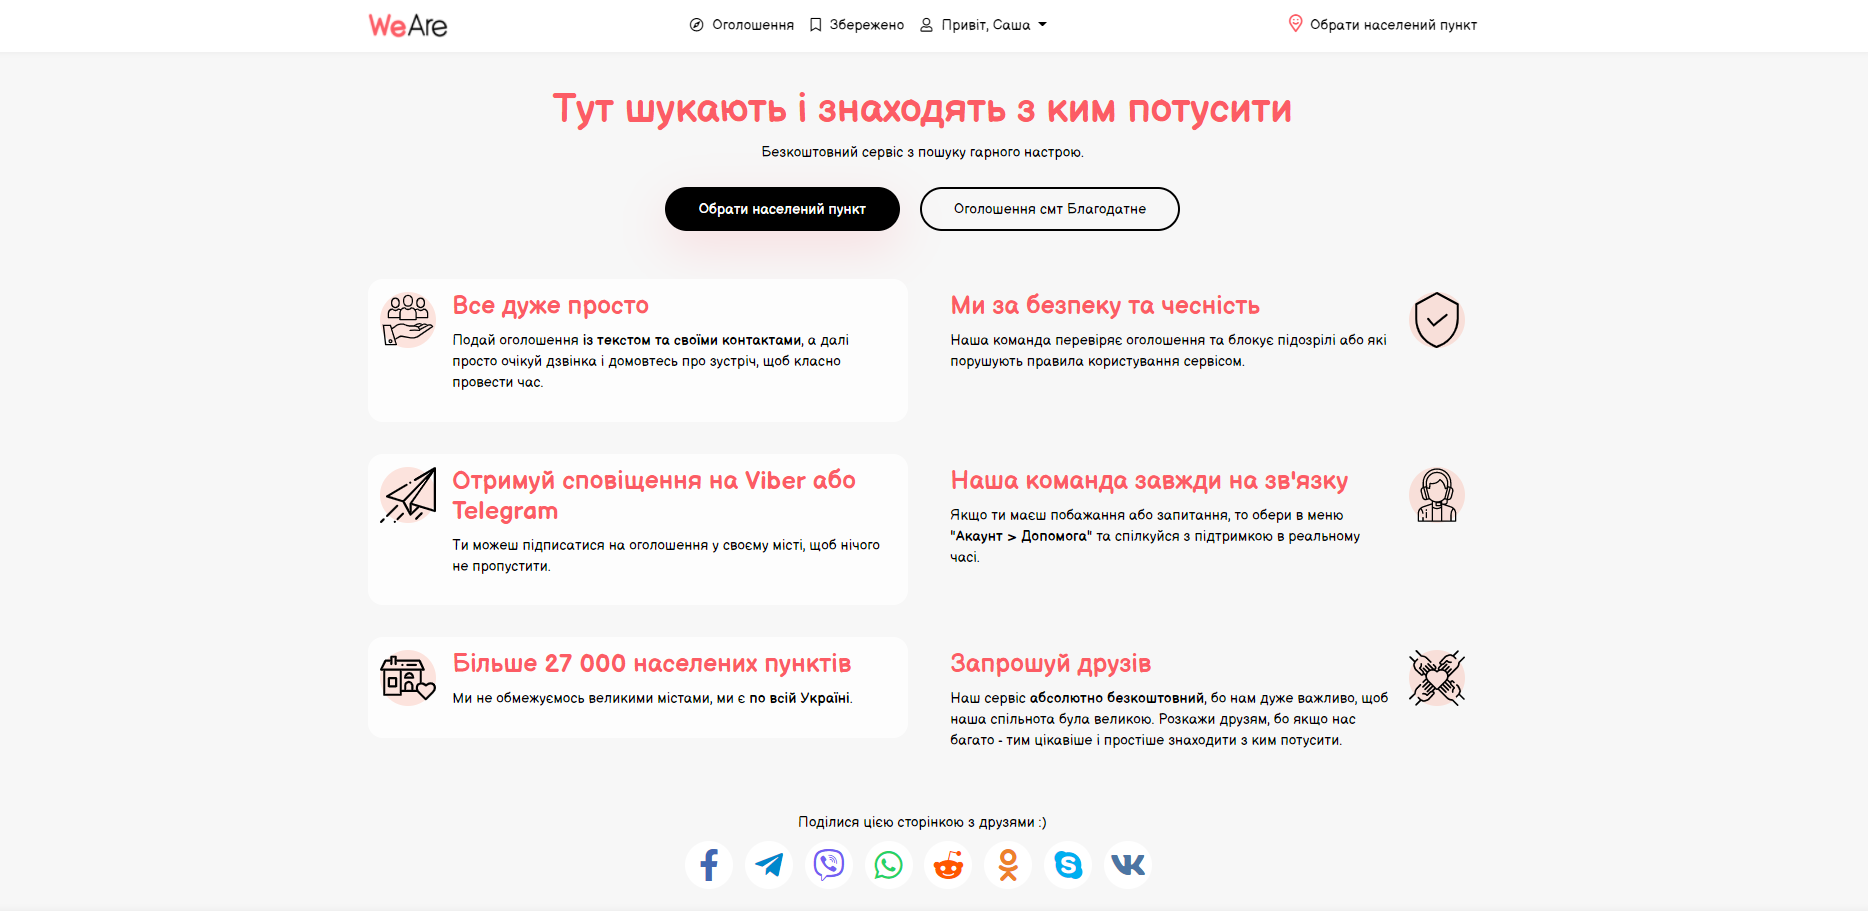 WeAre
Оголошення
Збережено
Привіт, Саша
Обрати населений пункт
Тут шукають і знаходять з ким потусити
Безкоштовний сервіс з пошуку гарного настрою.
Обрати населений пункт
Оголошення смт Благодатне
Все дуже просто
Подай оголошення із текстом та своїми контактами, а далі
просто очікуй дзвінка і домовтесь про зустріч, щоб класно
провести час.
Ми за безпеку та чесність
Наша команда перевіряє оголошення та блокує підозрілі або які
порушують правила користування сервісом.
Отримуй сповіщення на Viber або
Telegram
Ти можеш підписатися на оголошення у своєму місті, щоб нічого
не пропустити.
Наша команда завжди на зв'язку
Якщо ти маєш побажання або запитання, то обери в меню
"Акаунт > Допомога" та спілкуйся з підтримкою в реальному
часі.
Більше 27 000 населених пунктів
Ми не обмежуємось великими містами, ми є по всій Україні.
Запрошуй друзів
Наш сервіс абсолютно безкоштовний, бо нам дуже важливо, щоб
наша спільнота була великою. Розкажи друзям, бо якщо нас
багато - тим цікавіше і простіше знаходити з ким потусити.
Поділися цією сторінкою з друзями :)